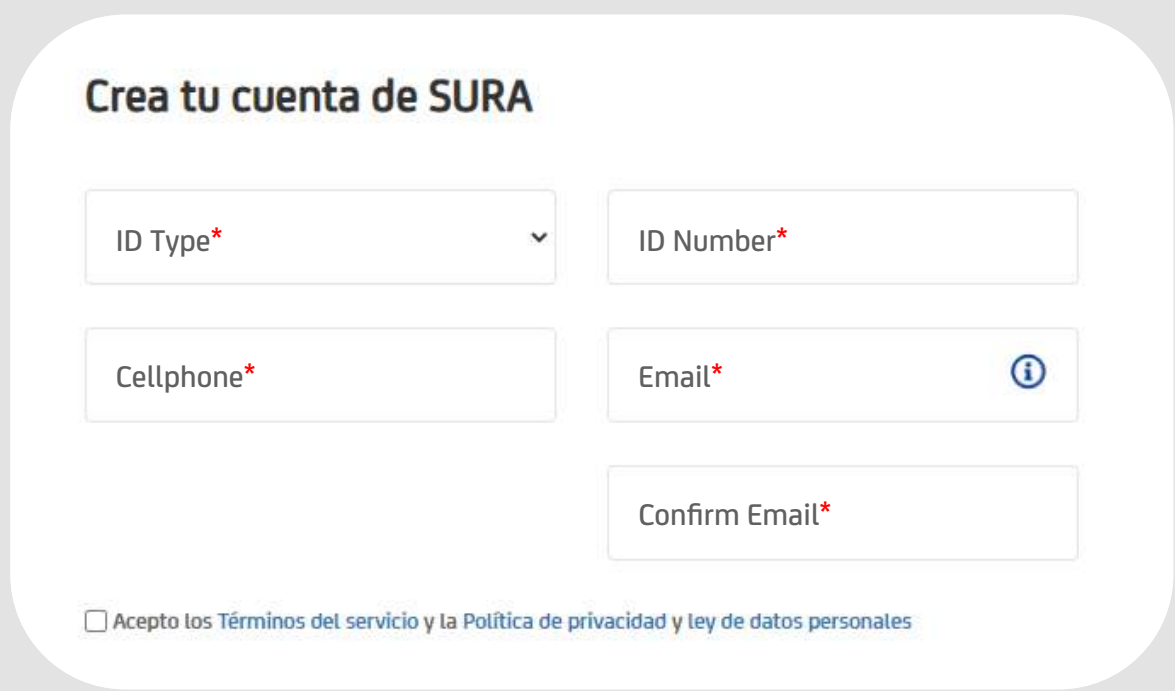 Crea tu cuenta de SURA
ID Type*
ID Number*
Cellphone*
Email*
Confirm Email*
Acepto los Términos del servicio y la Política de privacidad y ley de datos personales